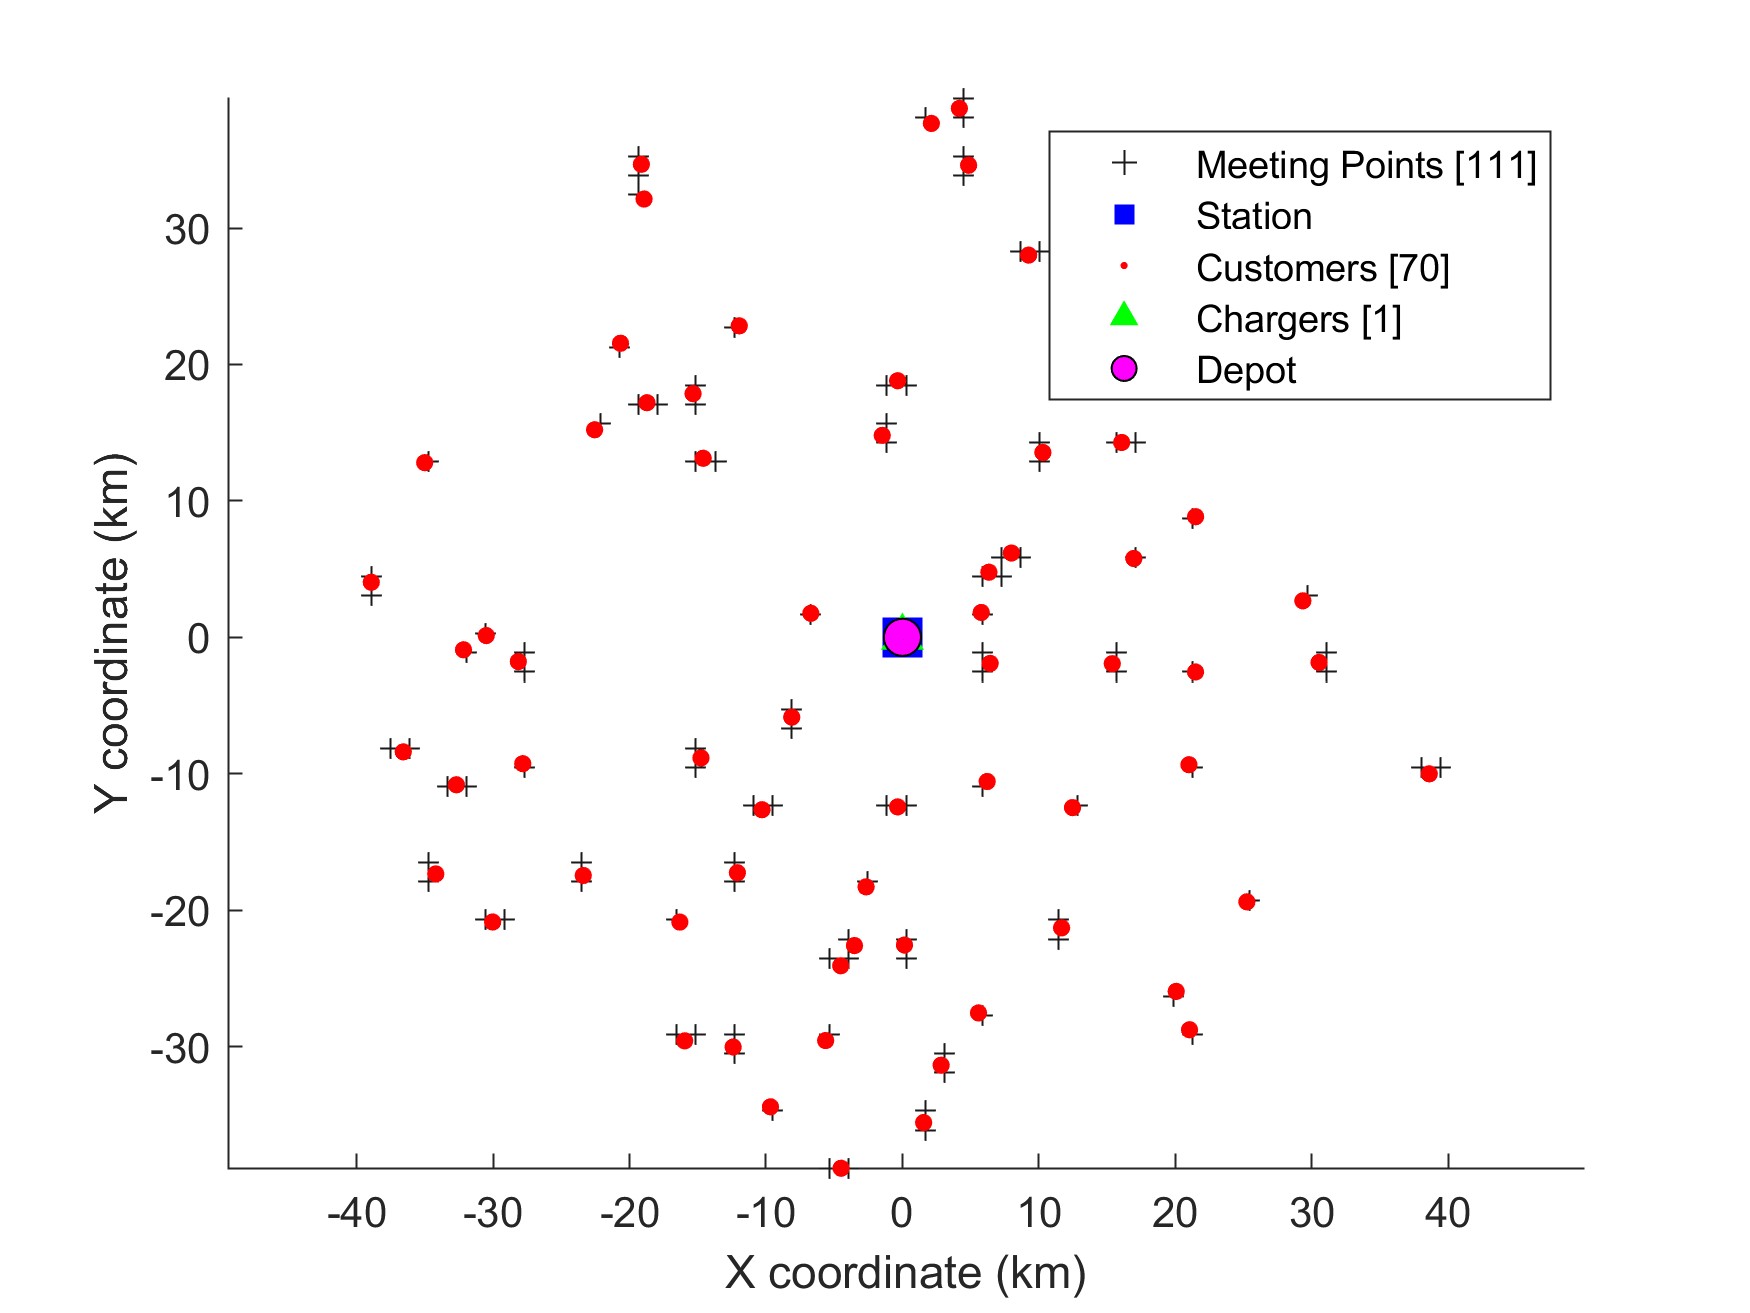 Meeting Points [111]
Station
Customers [70]
Chargers [1]
Depot
30
20
10
0
-10
-20
-30
Y coordinate (km)
-40 -30 -20 -10 0 10 20 30 40
X coordinate (km)